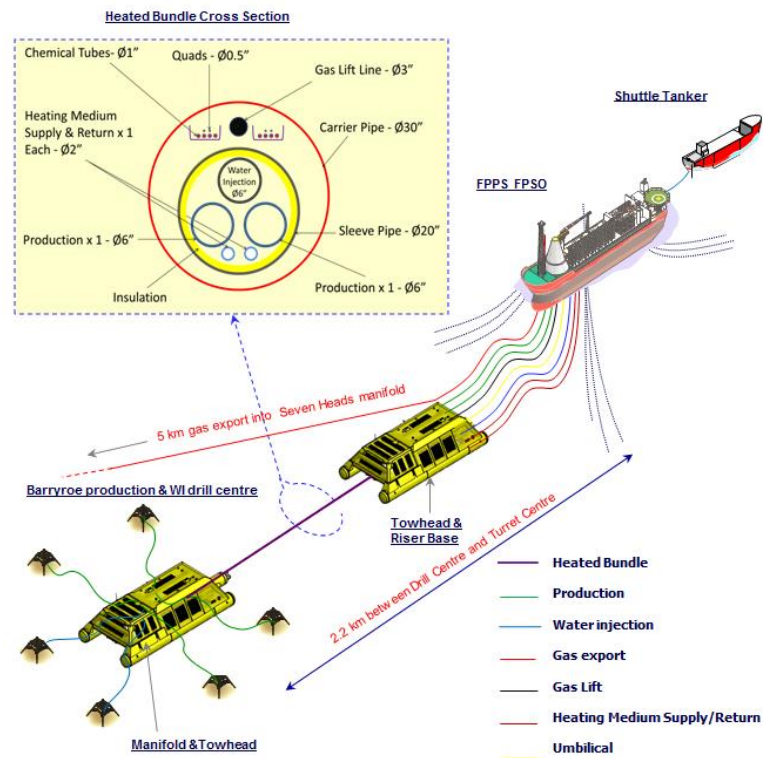 Heated Bundle Cross Section
Chemical Tubes- Ø1”
Quads - Ø0.5”
Gas Lift Line - Ø3”
Heating Medium
Supply & Return x 1
Each - Ø2”
Carrier Pipe - Ø30”
Water
Injection
Ø6”
Production x 1 - Ø6”
Sleeve Pipe - Ø20”
Insulation
Production x 1 - Ø6”
Shuttle Tanker
FPPS FPSO
5 km gas export into Seven Heads manifold
Barryroe production & WI drill centre
Towhead &
Riser Base
2.2 km between Drill Centre and Turret Centre
Manifold &Towhead
Heated Bundle
Production
Water injection
Gas export
Gas Lift
Heating Medium Supply/Return
Umbilical